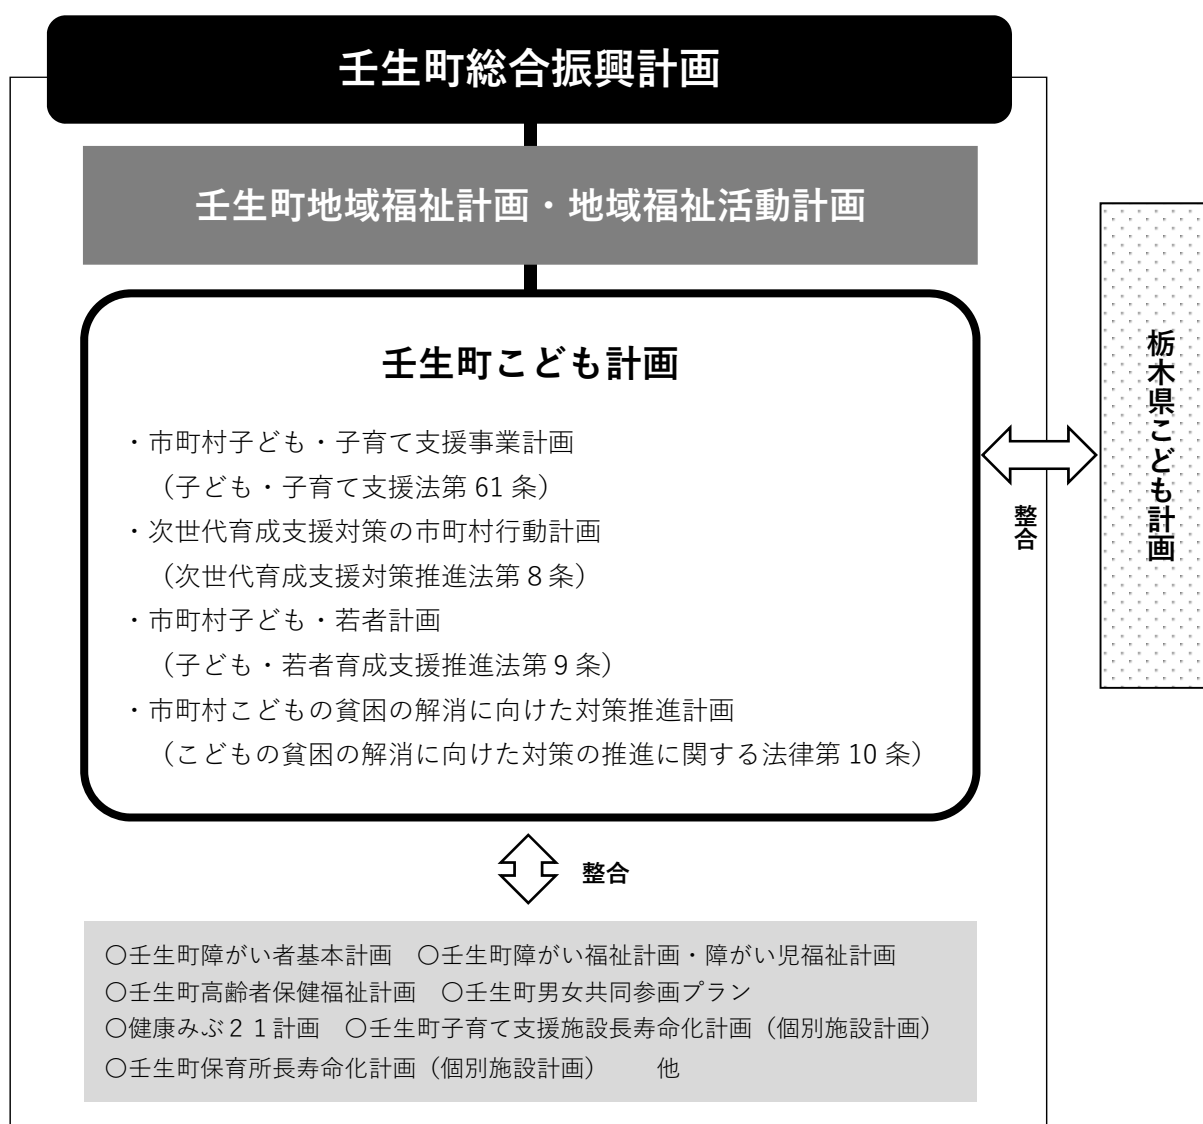 壬生町総合振興計画
壬生町地域福祉計画・地域福祉活動計画
壬生町こども計画
・市町村子ども・子育て支援事業計画
（子ども・子育て支援法第 61 条）
・次世代育成支援対策の市町村行動計画
（次世代育成支援対策推進法第８条）
・市町村子ども・若者計画
（子ども・若者育成支援推進法第９条）
・市町村こどもの貧困の解消に向けた対策推進計画
（こどもの貧困の解消に向けた対策の推進に関する法律第 10 条）
整合
栃木県こども計画
整合
○壬生町障がい者基本計画　○壬生町障がい福祉計画・障がい児福祉計画
○壬生町高齢者保健福祉計画　○壬生町男女共同参画プラン
○健康みぶ２１計画　○壬生町子育て支援施設長寿命化計画（個別施設計画）
○壬生町保育所長寿命化計画（個別施設計画）　　他